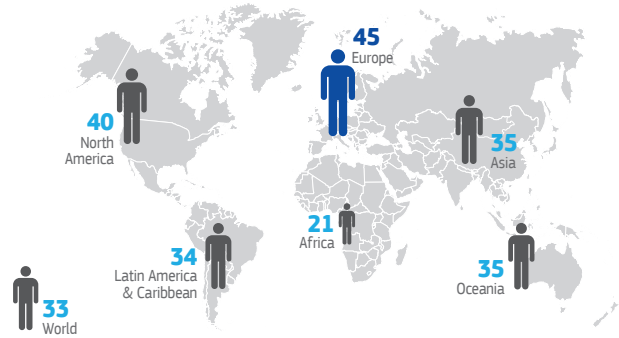 45
Europe
40
North
America
35
Asia
21
Africa
34
Latin America
& Caribbean
35
Oceania
33
World